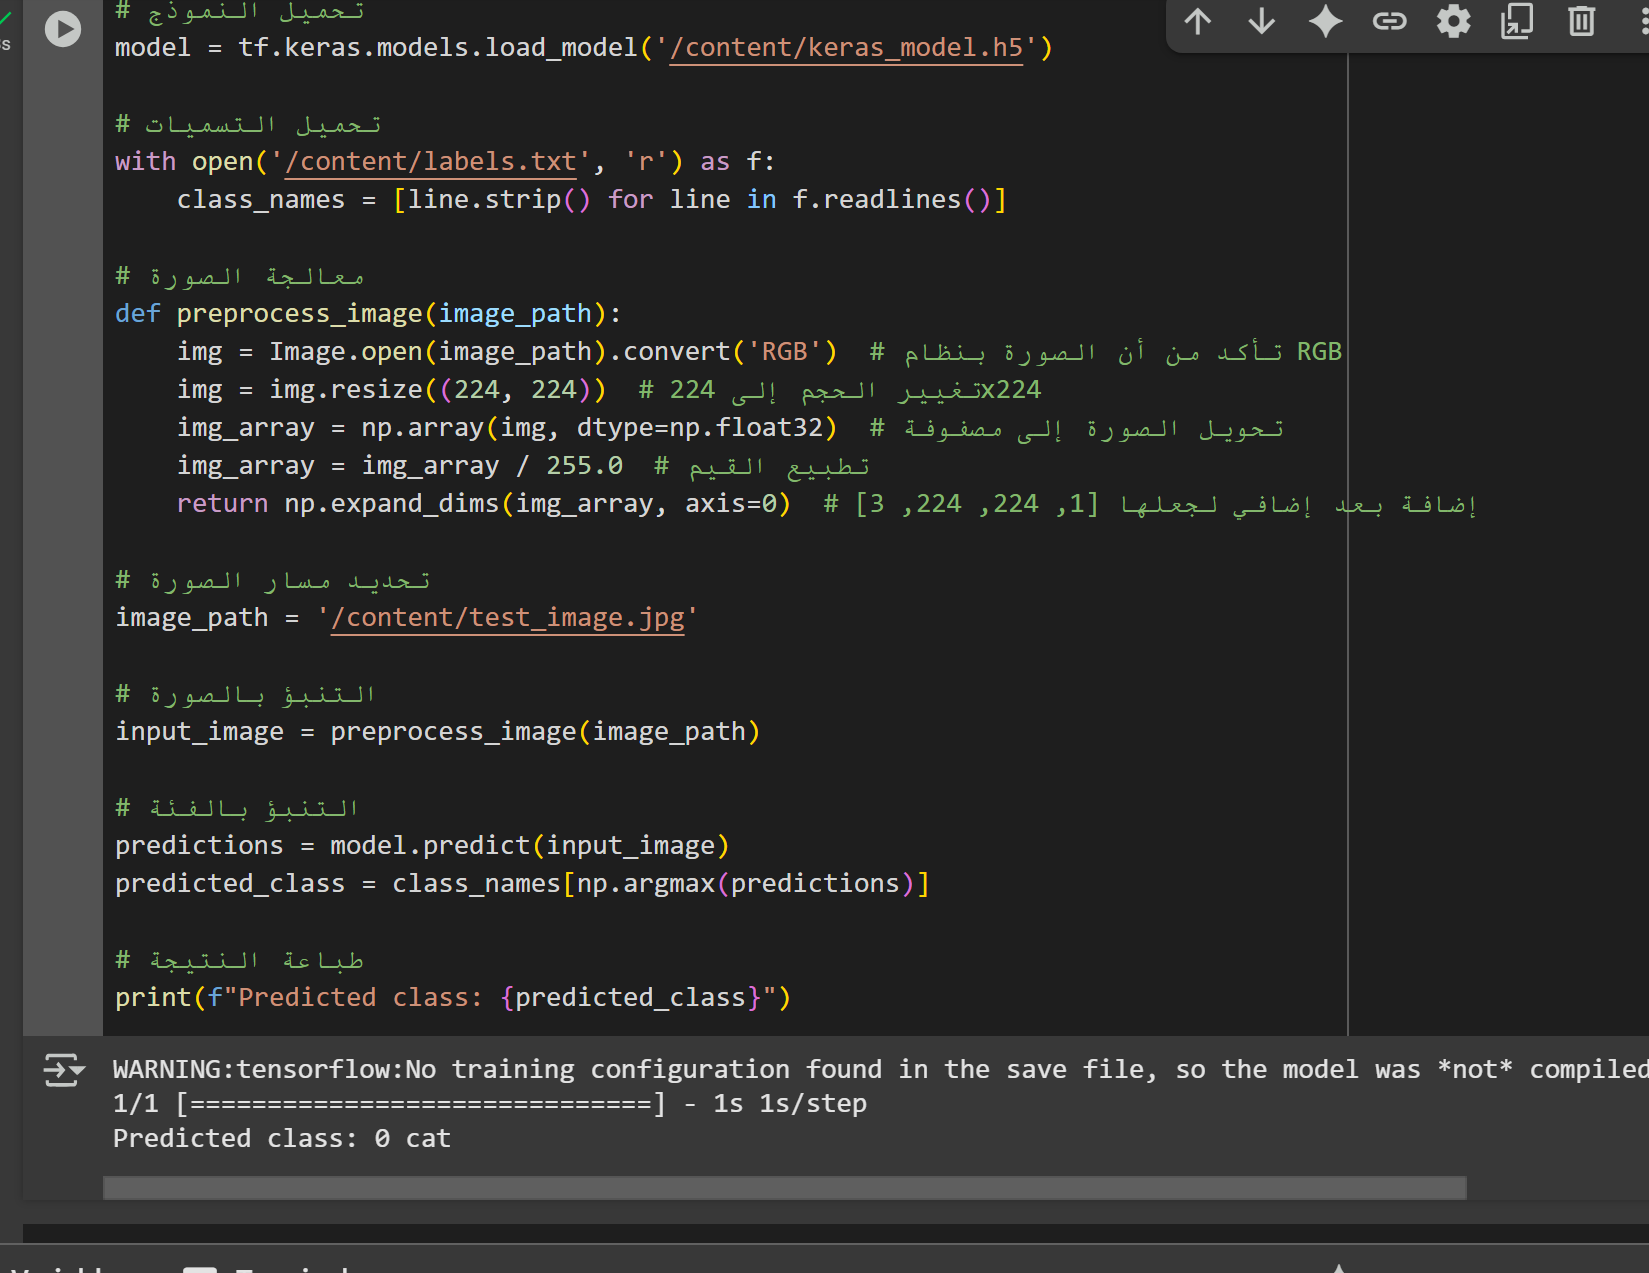 # تحميل النموذج
model = tf.keras.models.load_model('/content/keras_model.h5')
# تحميل التسميات
with open('/content/labels.txt', 'r') as f:
    class_names = [line.strip() for line in f.readlines()]
# معالجة الصورة
def preprocess_image(image_path):
    img = Image.open(image_path).convert('RGB')  # تأكد من أن الصورة بنظام RGB
    img = img.resize((224, 224))  # تغيير الحجم إلى 224x224
    img_array = np.array(img, dtype=np.float32)  # تحويل الصورة إلى مصفوفة
    img_array = img_array / 255.0  # تطبيع القيم
    return np.expand_dims(img_array, axis=0)  # إضافة بعد إضافي لجعلها [1, 224, 224, 3]
# تحديد مسار الصورة
image_path = '/content/test_image.jpg'
# التنبؤ بالصورة
input_image = preprocess_image(image_path)
# التنبؤ بالفئة
predictions = model.predict(input_image)
predicted_class = class_names[np.argmax(predictions)]
# طباعة النتيجة
print(f"Predicted class: {predicted_class}")
WARNING:tensorflow:No training configuration found in the save file, so the model was *not* compiled
1/1 [==============================] - 1s 1s/step
Predicted class: 0 cat